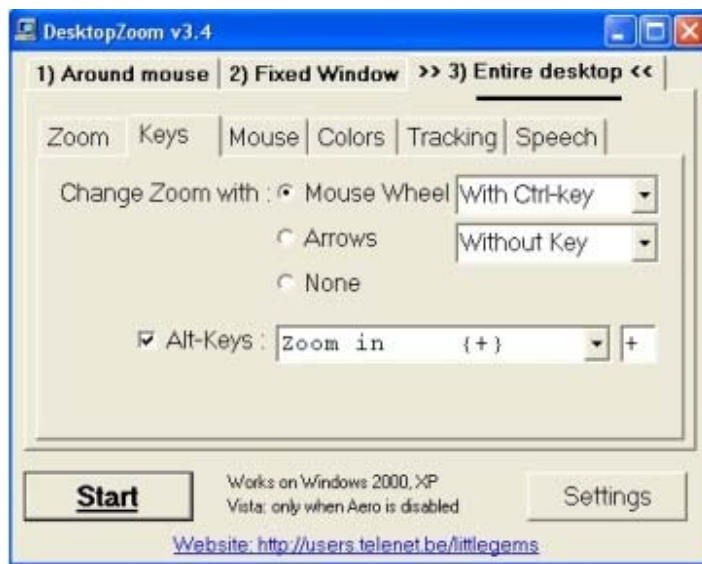 DesktopZoom v3.4
1) Around mouse 2) Fixed Window >> 3) Entire desktop <<
Zoom Keys Mouse Colors Tracking Speech
Change Zoom with : Mouse Wheel With Ctrl-key
Arrows Without Key
None
Alt-Keys : Zoom in {+} +
Start Works on Windows 2000, XP Settings
Vista: only when Aero is disabled
Website: http://users.telenet.be/littlegems